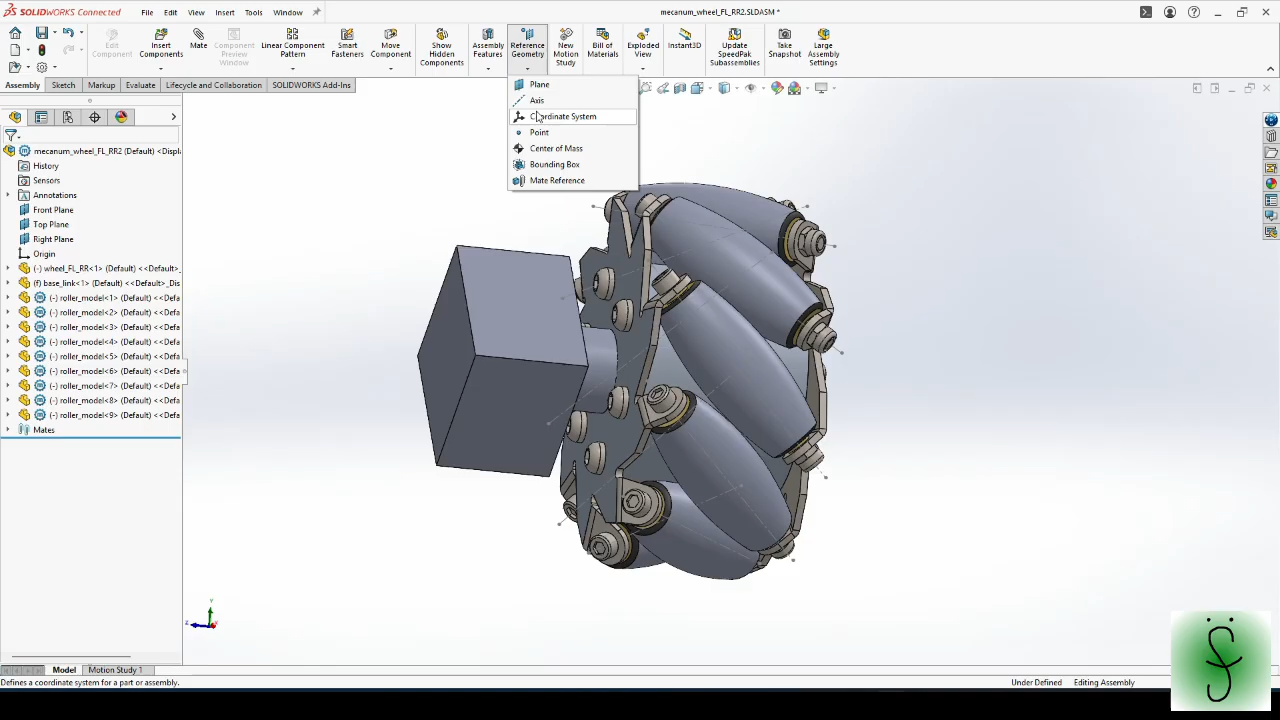 SOLIDWORKS Connected
File Edit View Insert Tools Window
mecanum_wheel_FL_RR2.SLDASM *
Edit Component
Insert Components
Mate
Component Preview Window
Linear Component Pattern
Smart Fasteners
Move Component
Show Hidden Components
Assembly Features
Reference Geometry
New Motion Study
Bill of Materials
Exploded View
Instant3D
Update SpeedPak Subassemblies
Take Snapshot
Large Assembly Settings
Assembly Sketch Markup Evaluate Lifecycle and Collaboration SOLIDWORKS Add-Ins
Plane
Axis
Coordinate System
Point
Center of Mass
Bounding Box
Mate Reference
mecanum_wheel_FL_RR2 (Default) <Displ
History
Sensors
Annotations
Front Plane
Top Plane
Right Plane
Origin
(-) wheel_FL_RR<1> (Default) <<Default>_
(f) base_link<1> (Default) <<Default>_Dis
(-) roller_model<1> (Default) <<Defa
(-) roller_model<2> (Default) <<Defa
(-) roller_model<3> (Default) <<Defa
(-) roller_model<4> (Default) <<Defa
(-) roller_model<5> (Default) <<Defa
(-) roller_model<6> (Default) <<Defa
(-) roller_model<7> (Default) <<Defa
(-) roller_model<8> (Default) <<Defa
(-) roller_model<9> (Default) <<Defa
Mates
Model Motion Study 1
Defines a coordinate system for a part or assembly.
Under Defined Editing Assembly